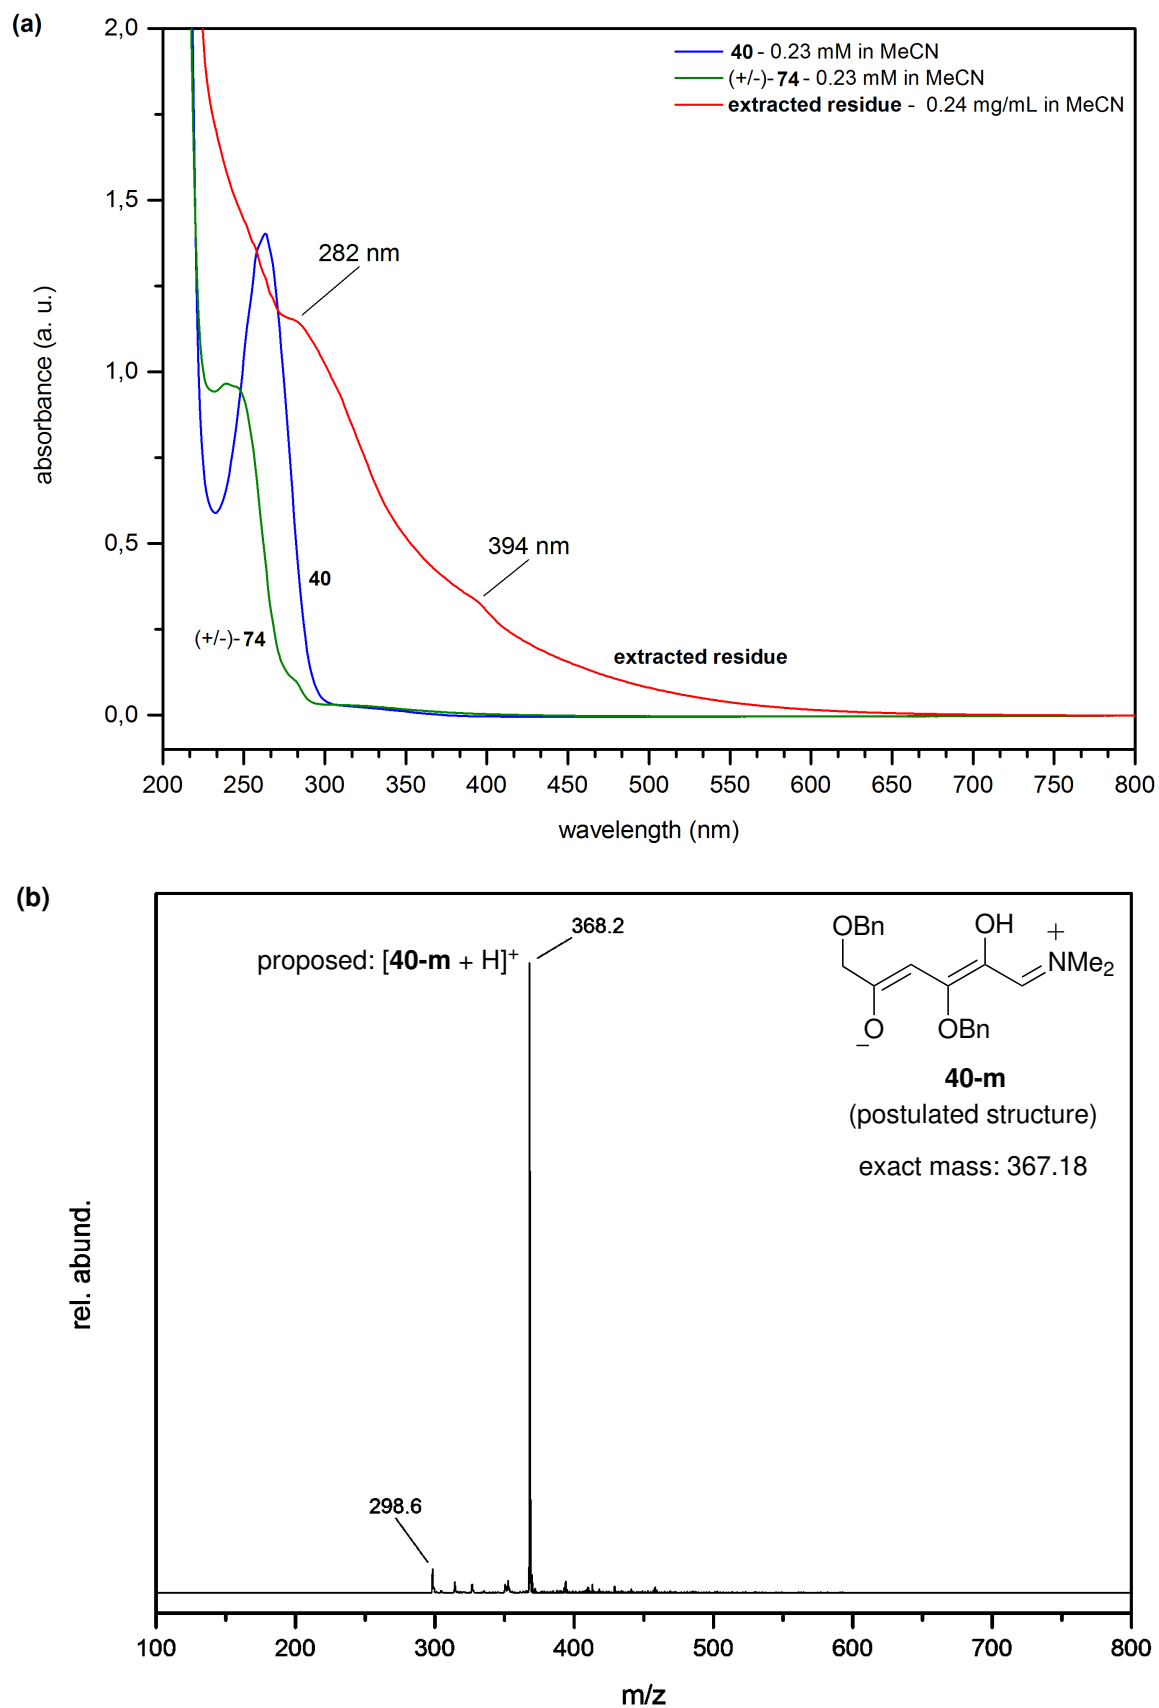 (a)
2,0
1,5
1,0
0,5
0,0
absorbance (a. u.)
40 - 0.23 mM in MeCN
(+/-)-74 - 0.23 mM in MeCN
extracted residue - 0.24 mg/mL in MeCN
282 nm
394 nm
40
(+/-)-74
extracted residue
200 250 300 350 400 450 500 550 600 650 700 750 800
wavelength (nm)
(b)
368.2
proposed: [40-m + H]+
OBn
OH
+
NMe2
O
−
OBn
40-m
(postulated structure)
exact mass: 367.18
rel. abund.
298.6
100 200 300 400 500 600 700 800
m/z